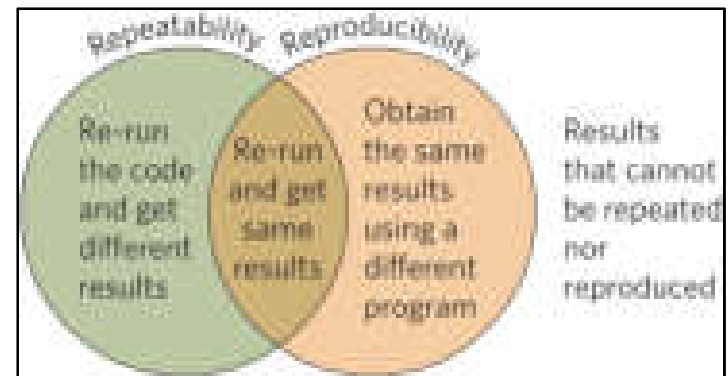 Repeatability
Reproducibility
Re-run
the code
and get
different
results
Re-run
and get
same
results
Obtain
the same
results
using a
different
program
Results
that cannot
be repeated
nor
reproduced